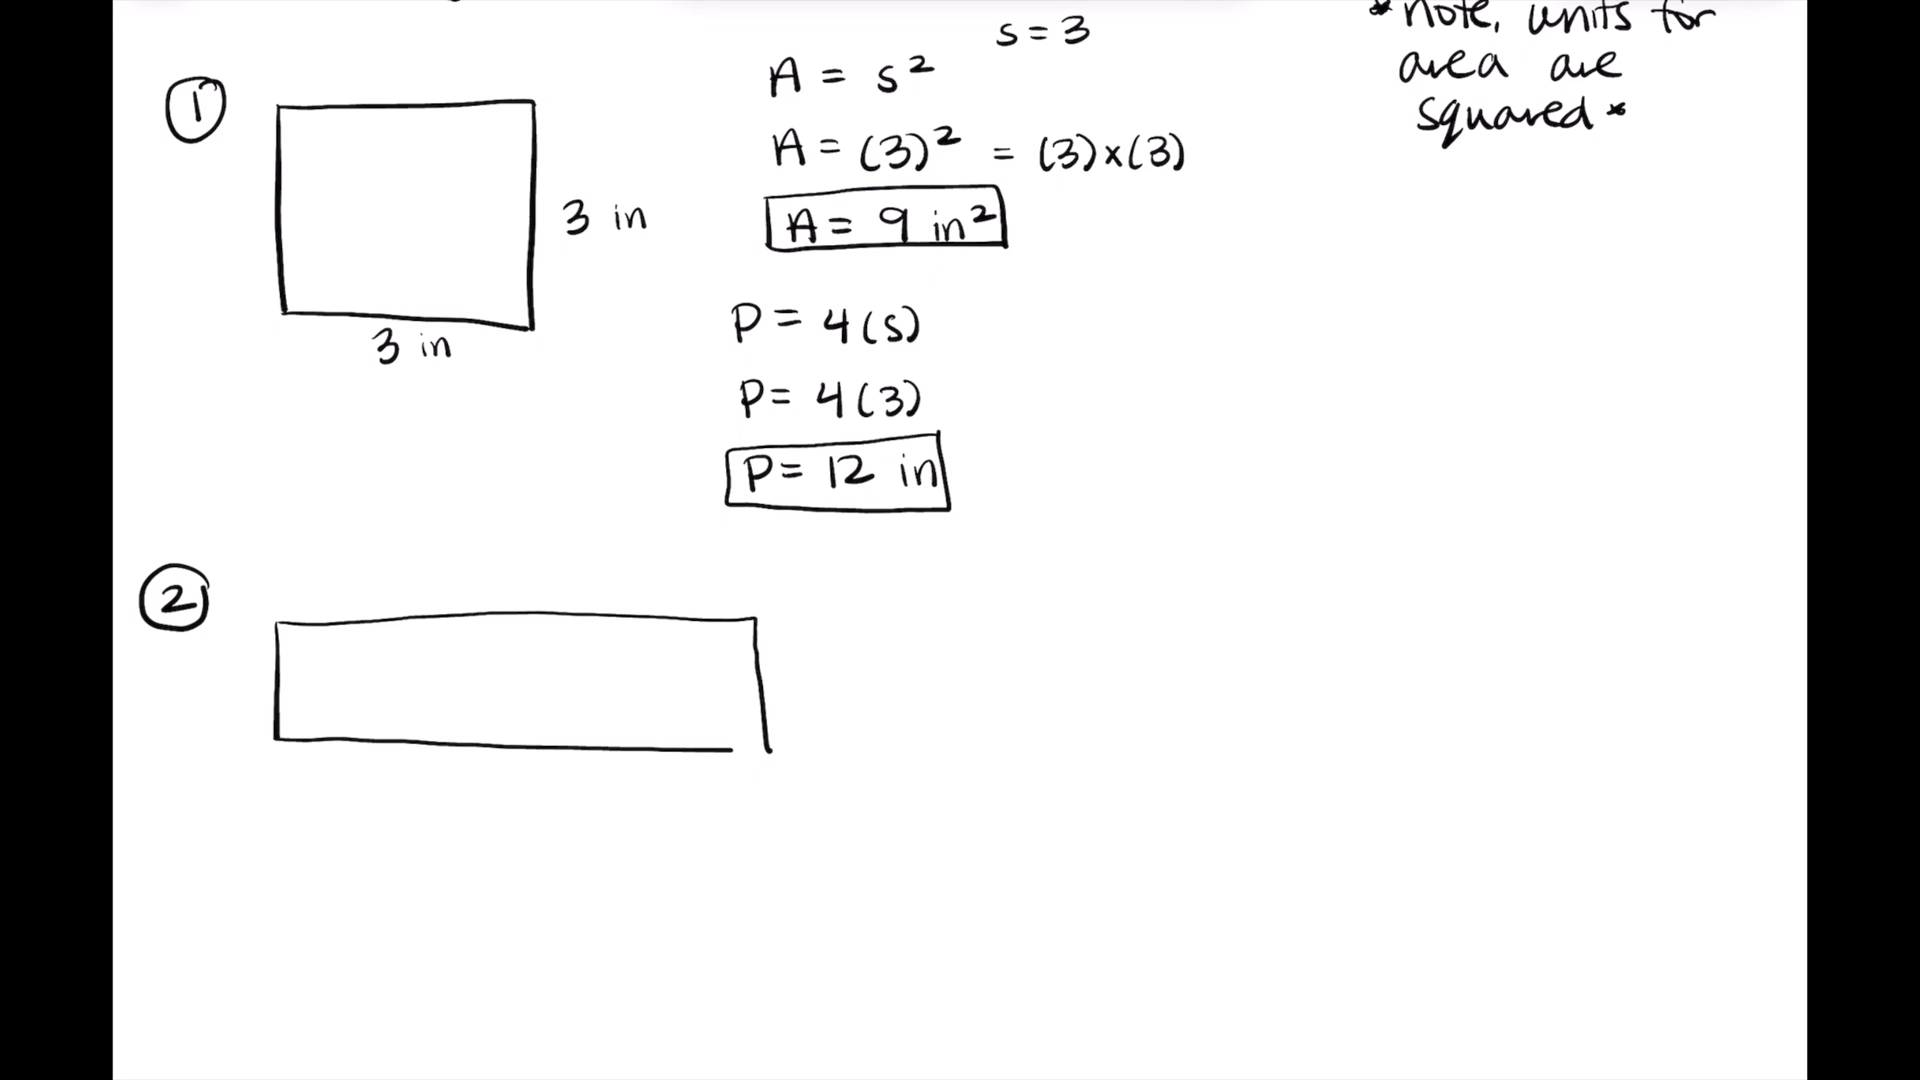 s = 3
*note, units for
area are
squared*
①
A = s²
A = (3)² = (3)×(3)
3 in
A = 9 in²
3 in
P = 4(s)
P = 4(3)
P = 12 in
②